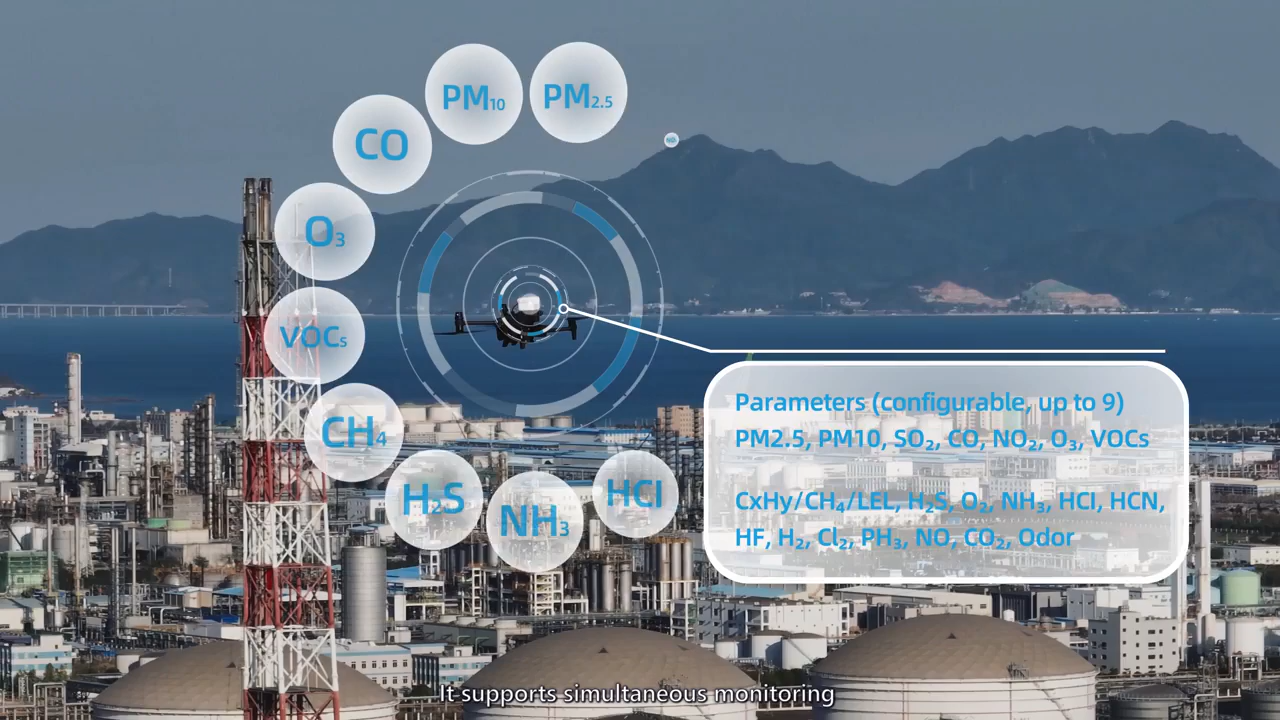 PM10
PM2.5
CO
O3
VOCs
CH4
H2S
NH3
HCl
Parameters (configurable, up to 9)
PM2.5, PM10, SO₂, CO, NO₂, O₃, VOCs
CxHy/CH₄/LEL, H₂S, O₂, NH₃, HCl, HCN,
HF, H₂, Cl₂, PH₃, NO, CO₂, Odor
It supports simultaneous monitoring